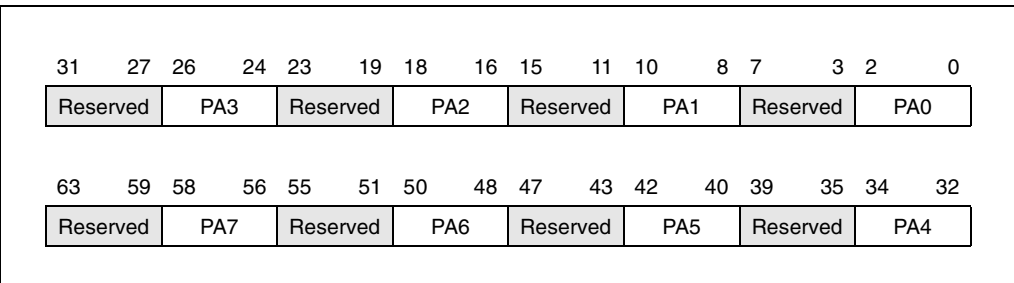 31 27 26 24 23 19 18 16 15 11 10 8 7 3 2 0
Reserved PA3 Reserved PA2 Reserved PA1 Reserved PA0
63 59 58 56 55 51 50 48 47 43 42 40 39 35 34 32
Reserved PA7 Reserved PA6 Reserved PA5 Reserved PA4